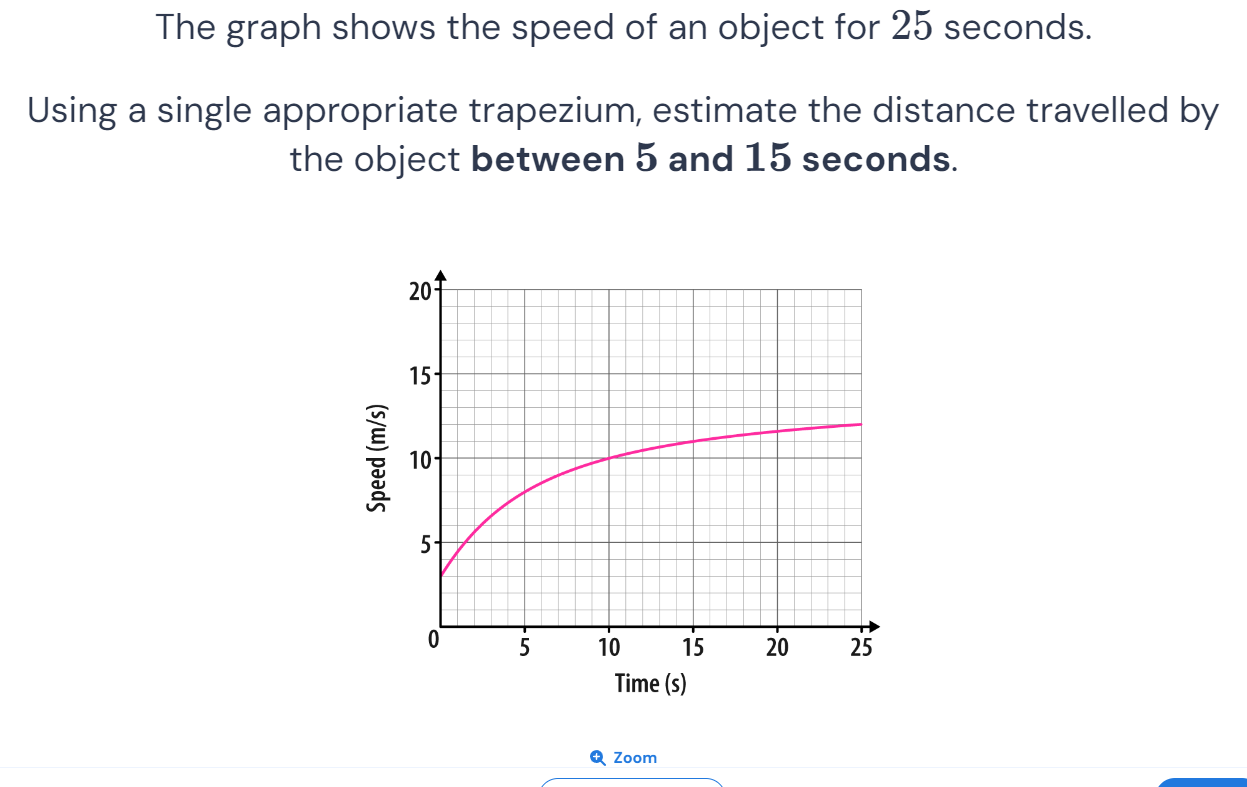 The graph shows the speed of an object for 25 seconds.
Using a single appropriate trapezium, estimate the distance travelled by
the object between 5 and 15 seconds.
20
15
10
5
0
Speed (m/s)
5 10 15 20 25
Time (s)
Zoom